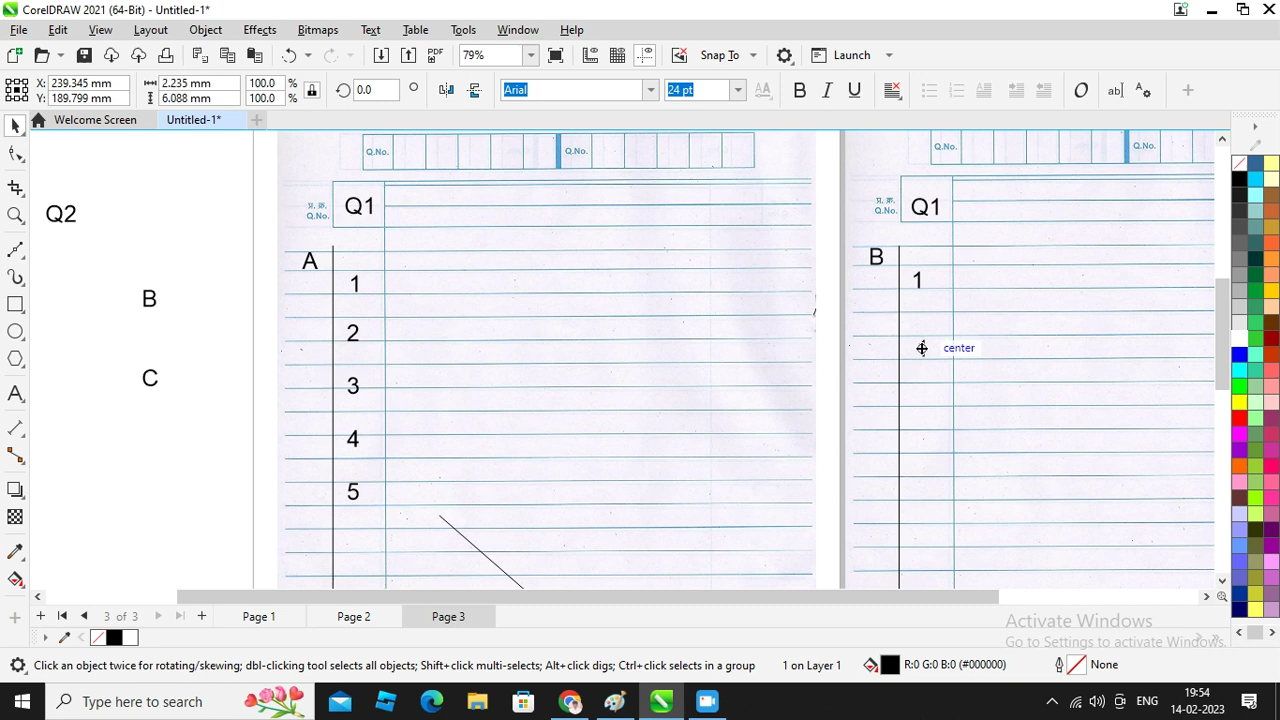 CorelDRAW 2021 (64-Bit) - Untitled-1*
File Edit View Layout Object Effects Bitmaps Text Table Tools Window Help
PDF 79% Snap To Launch
X: 239.345 mm 2.235 mm 100.0 % 0.0 Arial 24 pt
Y: 189.799 mm 6.088 mm 100.0 %
Welcome Screen Untitled-1*
Q.No. Q.No. Q.No. Q.No.
Q2
प्र. क्र.
Q.No.
Q1
प्र. क्र.
Q.No.
Q1
A
B
1
1
B
2
center
C
3
4
5
3 of 3 Page 1 Page 2 Page 3
Activate Windows
Go to Settings to activate Windows.
Click an object twice for rotating/skewing; dbl-clicking tool selects all objects; Shift+click multi-selects; Alt+click digs; Ctrl+click selects in a group 1 on Layer 1 R:0 G:0 B:0 (#000000) None
Type here to search
ENG
19:54
14-02-2023